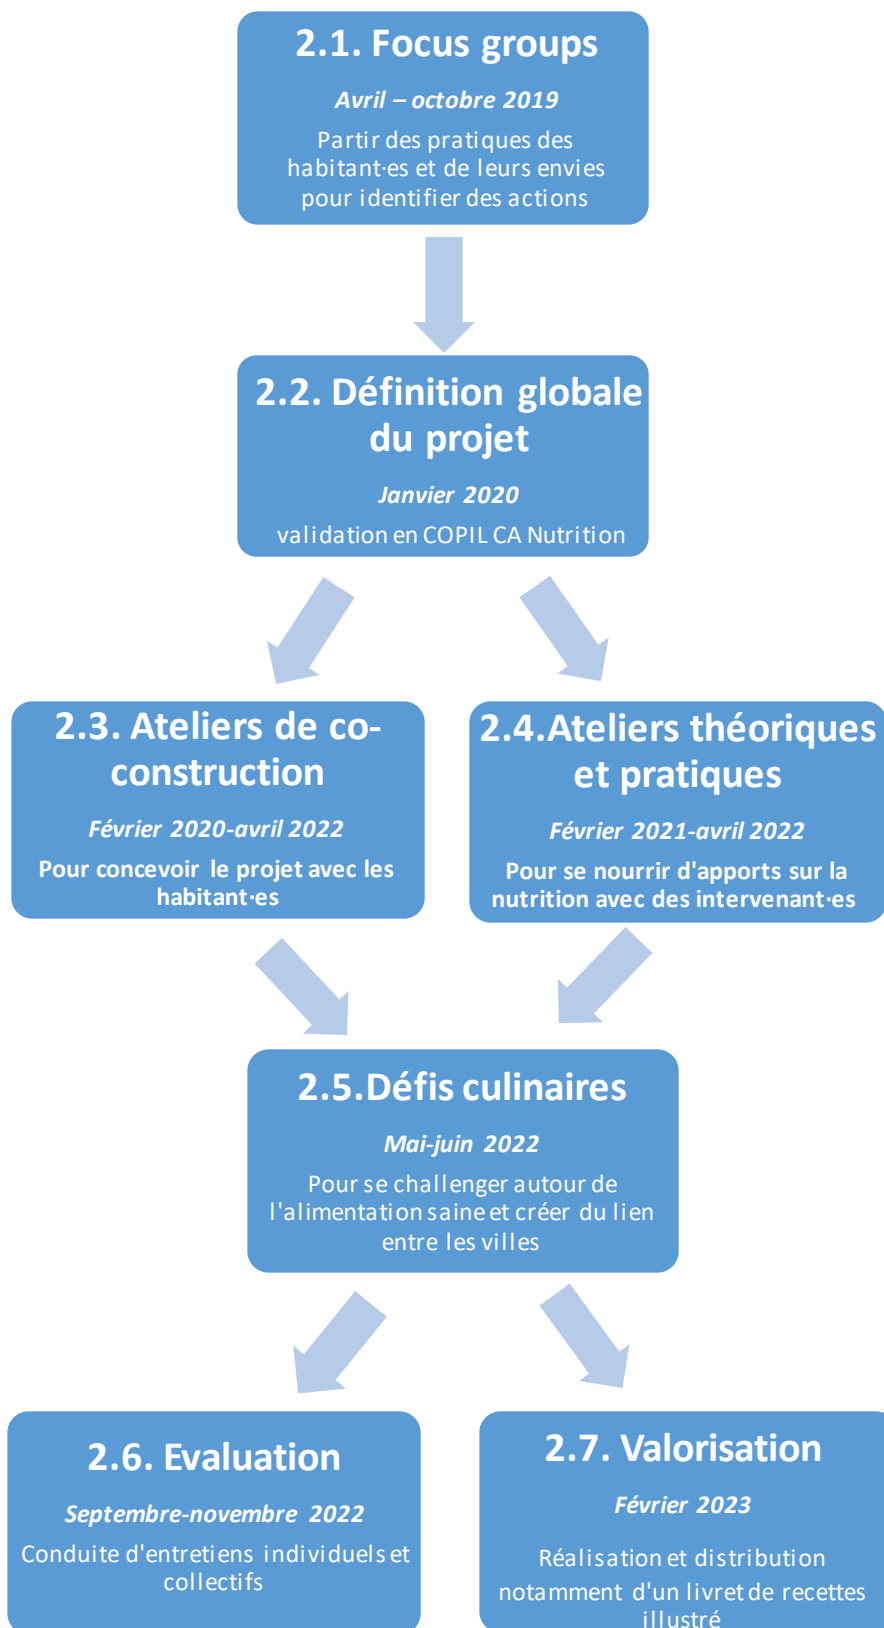 2.1. Focus groups
Avril – octobre 2019
Partir des pratiques des
habitant·es et de leurs envies
pour identifier des actions
2.2. Définition globale
du projet
Janvier 2020
validation en COPIL CA Nutrition
2.3. Ateliers de co-
construction
Février 2020-avril 2022
Pour concevoir le projet avec les
habitant·es
2.4.Ateliers théoriques
et pratiques
Février 2021-avril 2022
Pour se nourrir d'apports sur la
nutrition avec des intervenant·es
2.5.Défis culinaires
Mai-juin 2022
Pour se challenger autour de
l'alimentation saine et créer du lien
entre les villes
2.6. Evaluation
Septembre-novembre 2022
Conduite d'entretiens individuels et
collectifs
2.7. Valorisation
Février 2023
Réalisation et distribution
notamment d'un livret de recettes
illustré